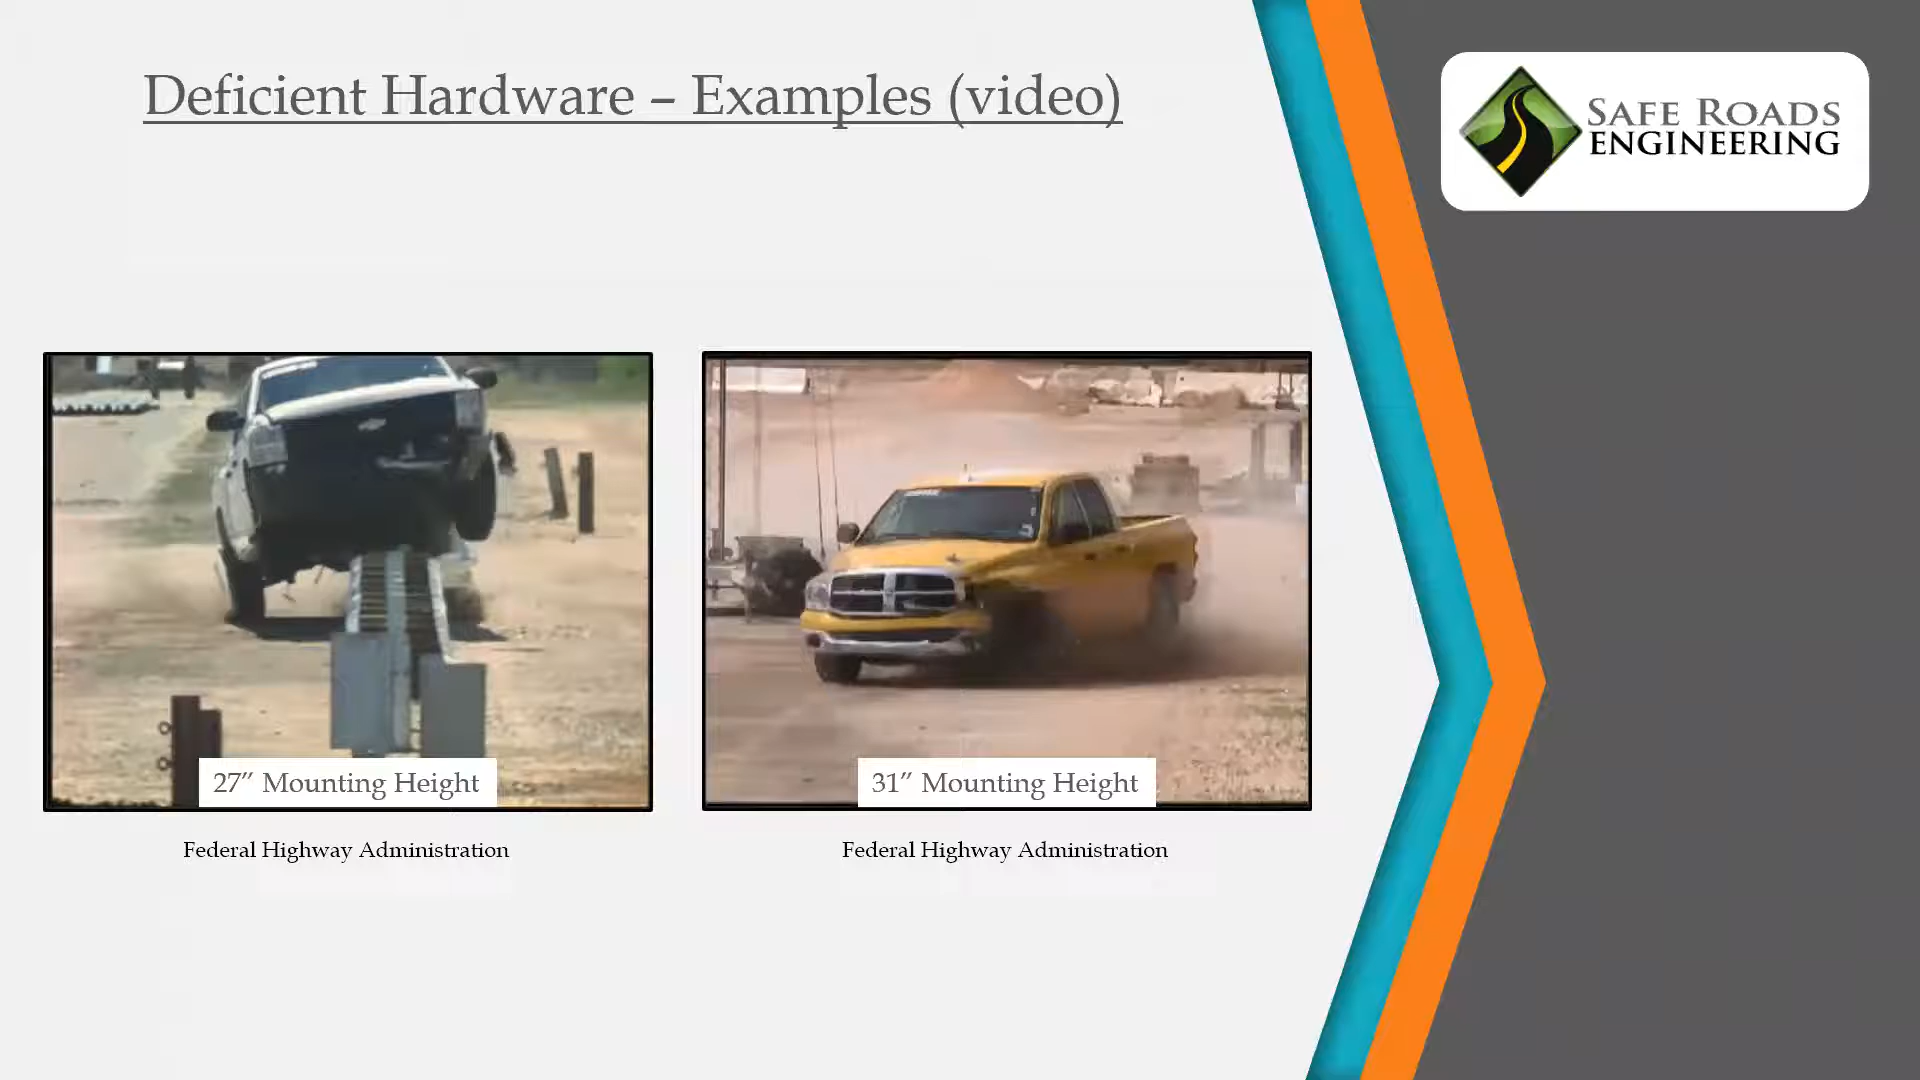 Deficient Hardware – Examples (video)
SAFE ROADS
ENGINEERING
27” Mounting Height
31” Mounting Height
Federal Highway Administration
Federal Highway Administration